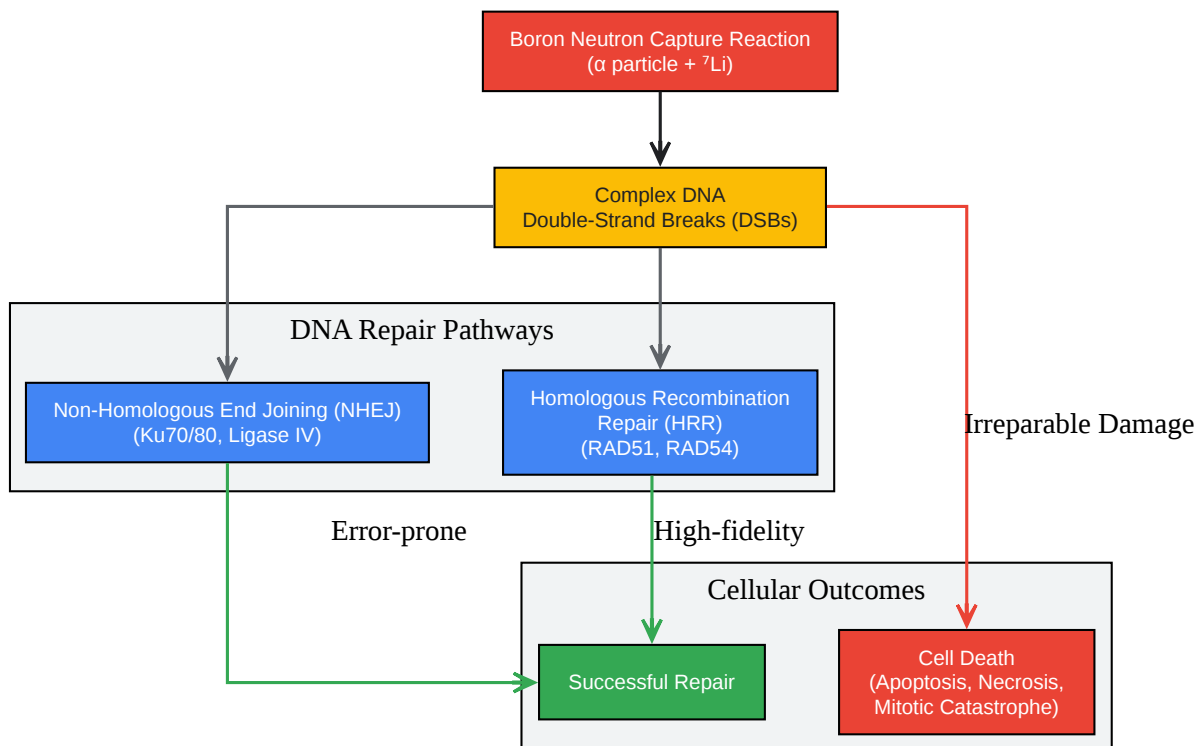 Boron Neutron Capture Reaction
(α particle + ⁷Li)
Complex DNA
Double-Strand Breaks (DSBs)
DNA Repair Pathways
Non-Homologous End Joining (NHEJ)
(Ku70/80, Ligase IV)
Homologous Recombination
Repair (HRR)
(RAD51, RAD54)
Irreparable Damage
Error-prone
High-fidelity
Cellular Outcomes
Successful Repair
Cell Death
(Apoptosis, Necrosis,
Mitotic Catastrophe)